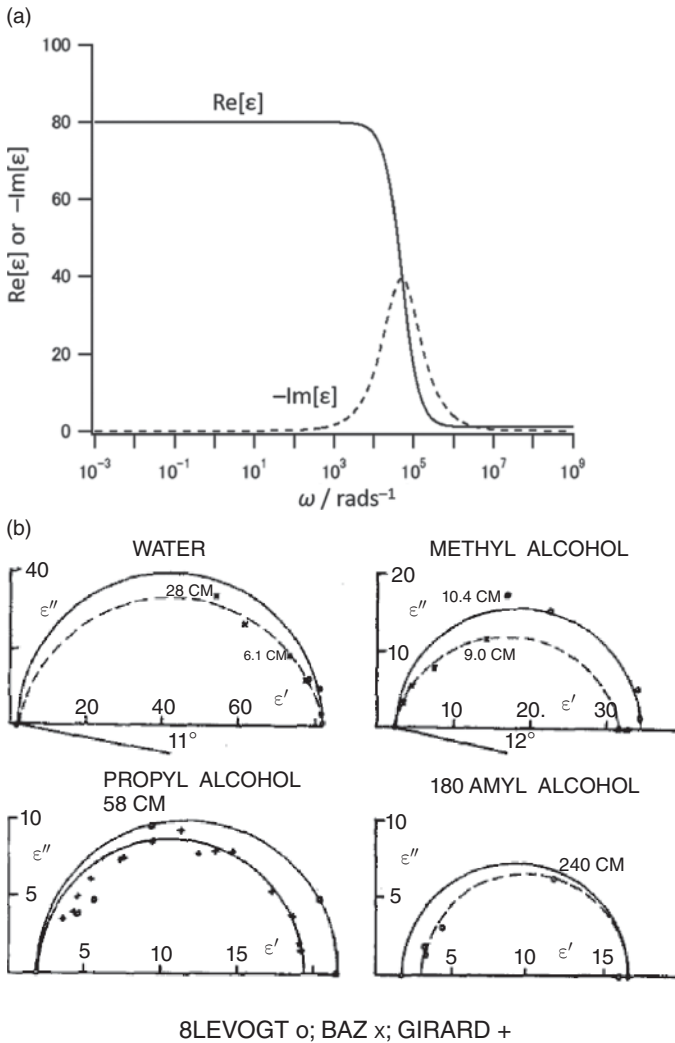 (a)
100
80
60
40
20
0
Re[ε] or −Im[ε]
Re[ε]
−Im[ε]
10⁻³ 10⁻¹ 10¹ 10³ 10⁵ 10⁷ 10⁹
ω / rads⁻¹
(b)
WATER
40
ε″
28 CM
6.1 CM
20 40 60
ε′
11°
METHYL ALCOHOL
20
10.4 CM
ε″
10
9.0 CM
10 20. 30
ε′
12°
PROPYL ALCOHOL
58 CM
10
ε″
5
5 10 15
ε′
180 AMYL ALCOHOL
10
240 CM
ε″
5
5 10 15
ε′
8LEVOGT o; BAZ x; GIRARD +